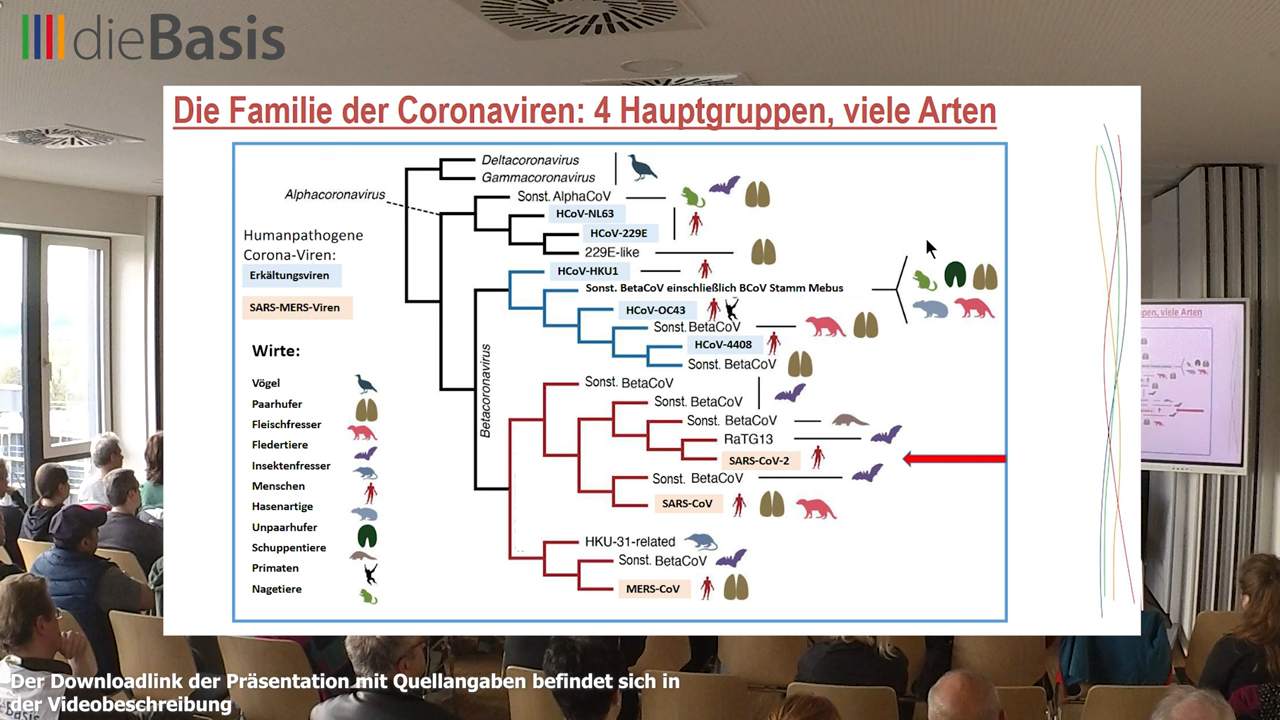 dieBasis
Die Familie der Coronaviren: 4 Hauptgruppen, viele Arten
Deltacoronavirus
Gammacoronavirus
Alphacoronavirus
Sonst. AlphaCoV
HCoV-NL63
HCoV-229E
229E-like
Humanpathogene
Corona-Viren:
Erkältungsviren
SARS-MERS-Viren
HCoV-HKU1
Sonst. BetaCoV einschließlich BCoV Stamm Mebus
HCoV-OC43
Sonst. BetaCoV
HCoV-4408
Sonst. BetaCoV
Betacoronavirus
Sonst. BetaCoV
Sonst. BetaCoV
Sonst. BetaCoV
RaTG13
SARS-CoV-2
Sonst. BetaCoV
SARS-CoV
HKU-31-related
Sonst. BetaCoV
MERS-CoV
Wirte:
Vögel
Paarhufer
Fleischfresser
Fledertiere
Insektenfresser
Menschen
Hasenartige
Unpaarhufer
Schuppentiere
Primaten
Nagetiere
pen, viele Arten
Der Downloadlink der Präsentation mit Quellangaben befindet sich in
der Videobeschreibung
Basis